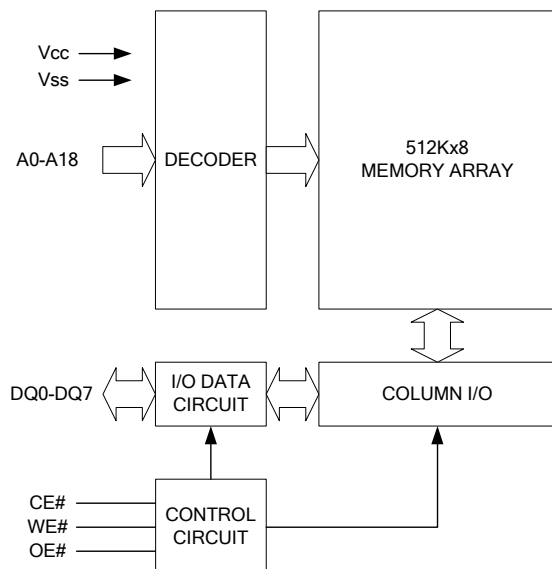 Vcc
Vss
A0-A18
DECODER
512Kx8
MEMORY ARRAY
DQ0-DQ7
I/O DATA
CIRCUIT
COLUMN I/O
CE#
WE#
OE#
CONTROL
CIRCUIT